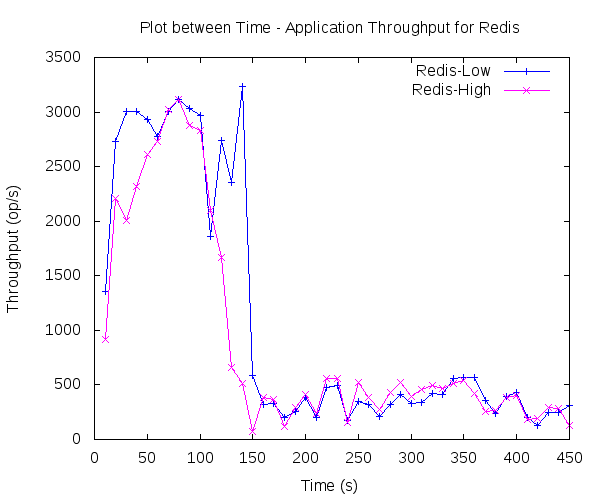 Plot between Time - Application Throughput for Redis
3500
3000
2500
2000
1500
1000
500
0
Throughput (op/s)
Redis-Low
Redis-High
0 50 100 150 200 250 300 350 400 450
Time (s)